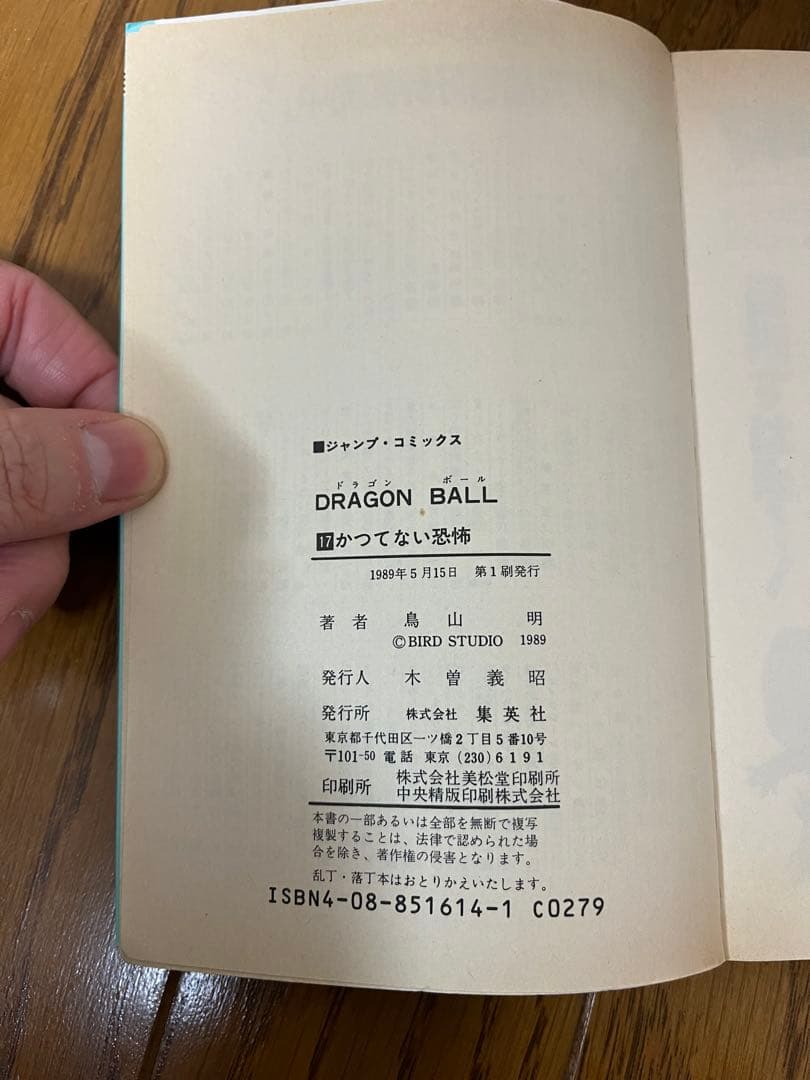 ■ジャンプ・コミックス
ドラゴン ボール
DRAGON BALL
17かつてない恐怖
1989年5月15日 第1刷発行
著者 鳥山 明
©BIRD STUDIO 1989
発行人 木曽義昭
発行所 株式会社 集英社
東京都千代田区一ツ橋2丁目5番10号
〒101-50 電話 東京(230)6191
印刷所 株式会社美松堂印刷所
中央精版印刷株式会社
本書の一部あるいは全部を無断で複写
複製することは、法律で認められた場
合を除き、著作権の侵害となります。
乱丁・落丁本はおとりかえいたします。
ISBN4-08-851614-1 C0279